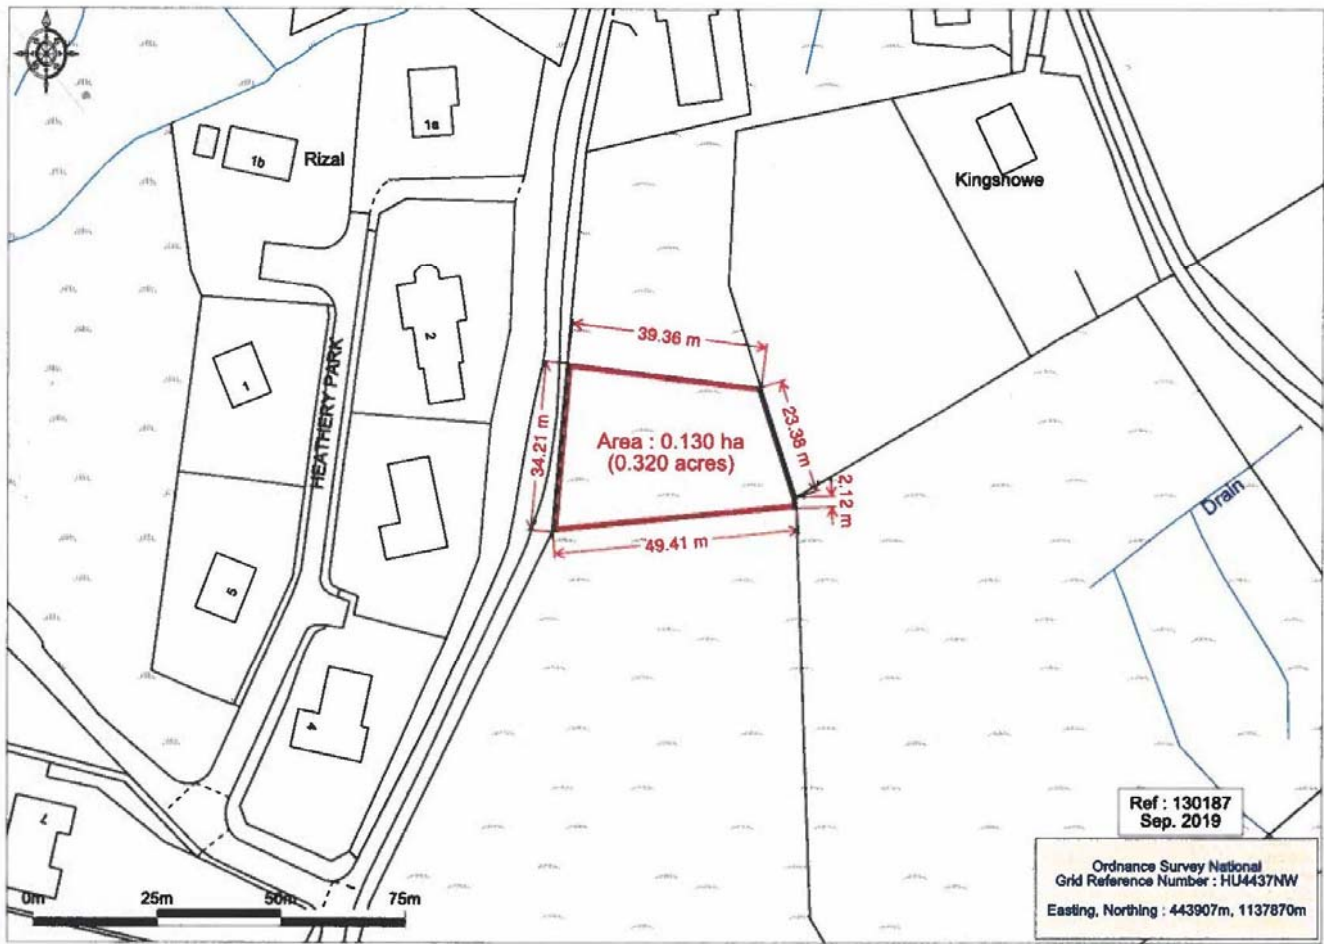 1a
1b
Rizal
Kingshowe
39.36 m
2
HEATHERY PARK
1
34.21 m
Area : 0.130 ha
(0.320 acres)
23.38 m
2.12 m
49.41 m
Drain
5
4
7
Ref : 130187
Sep. 2019
Ordnance Survey National
Grid Reference Number : HU4437NW
Easting, Northing : 443907m, 1137870m
0m 25m 50m 75m